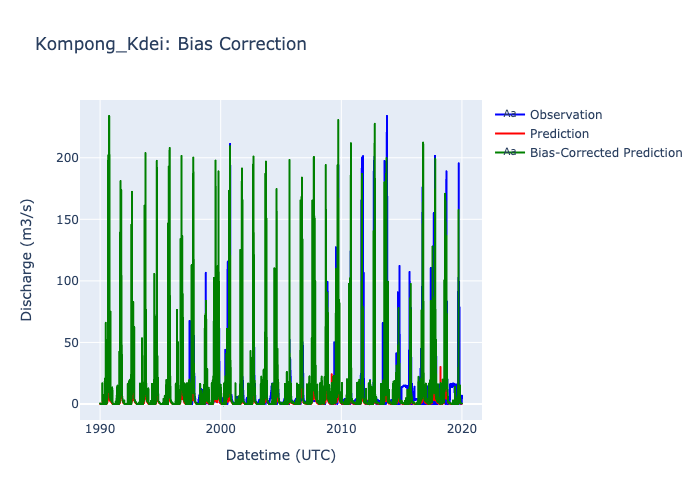 Kompong_Kdei: Bias Correction
Aa Observation
Prediction
Aa Bias-Corrected Prediction
200
150
100
50
0
1990 2000 2010 2020
Discharge (m3/s)
Datetime (UTC)